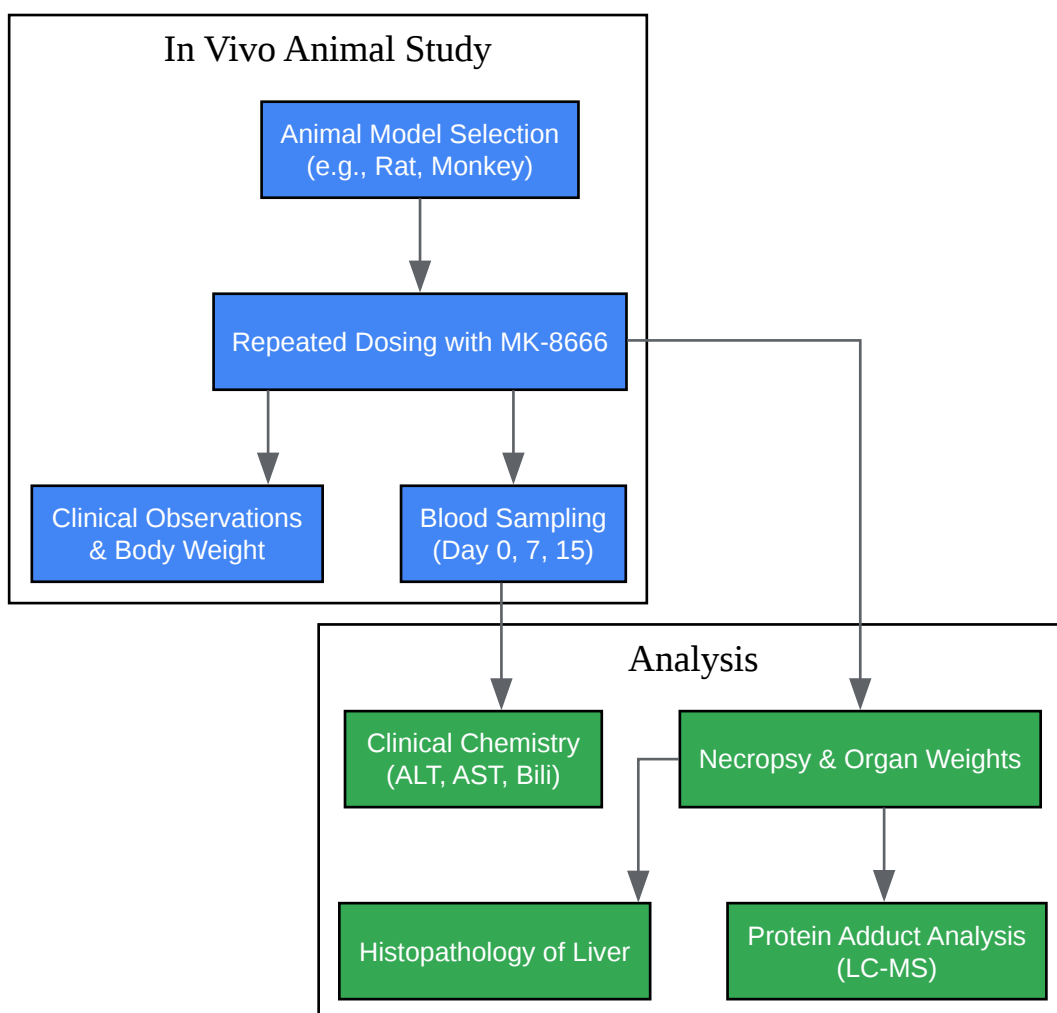 In Vivo Animal Study
Animal Model Selection
(e.g., Rat, Monkey)
Repeated Dosing with MK-8666
Clinical Observations
& Body Weight
Blood Sampling
(Day 0, 7, 15)
Analysis
Clinical Chemistry
(ALT, AST, Bili)
Necropsy & Organ Weights
Histopathology of Liver
Protein Adduct Analysis
(LC-MS)